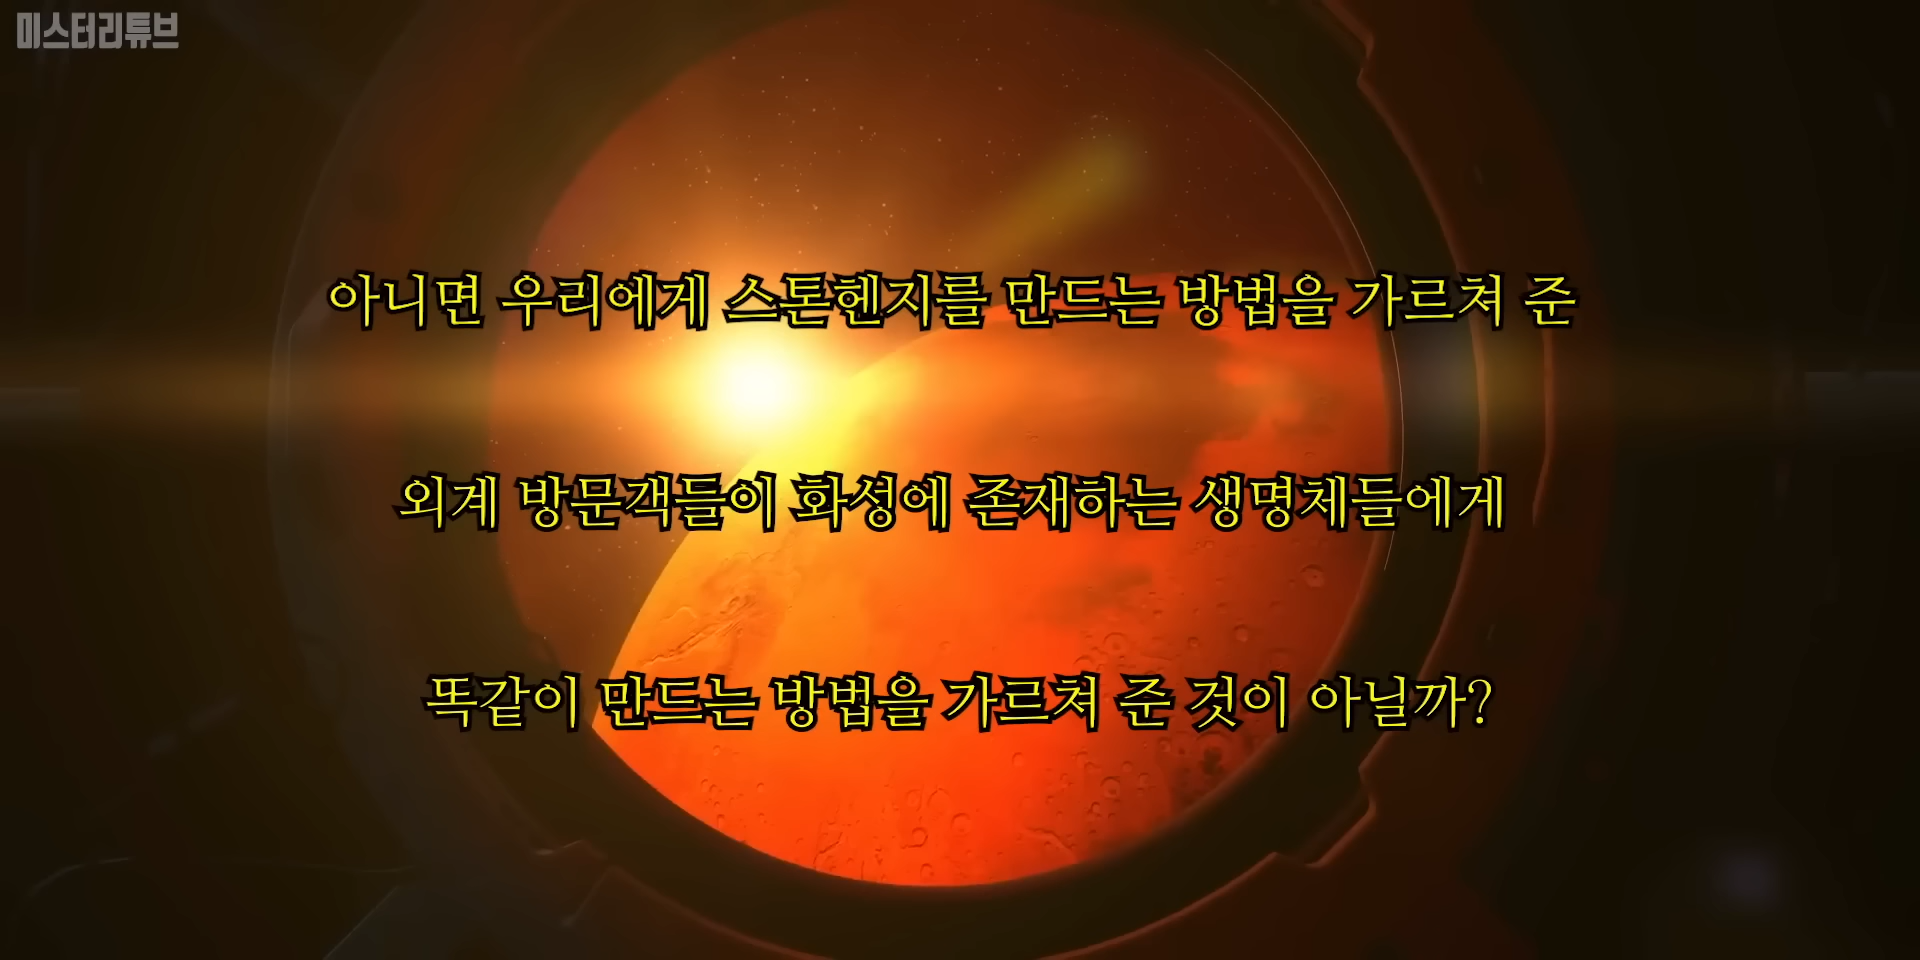 미스터리튜브
아니면 우리에게 스톤헨지를 만드는 방법을 가르쳐 준
외계 방문객들이 화성에 존재하는 생명체들에게
똑같이 만드는 방법을 가르쳐 준 것이 아닐까?